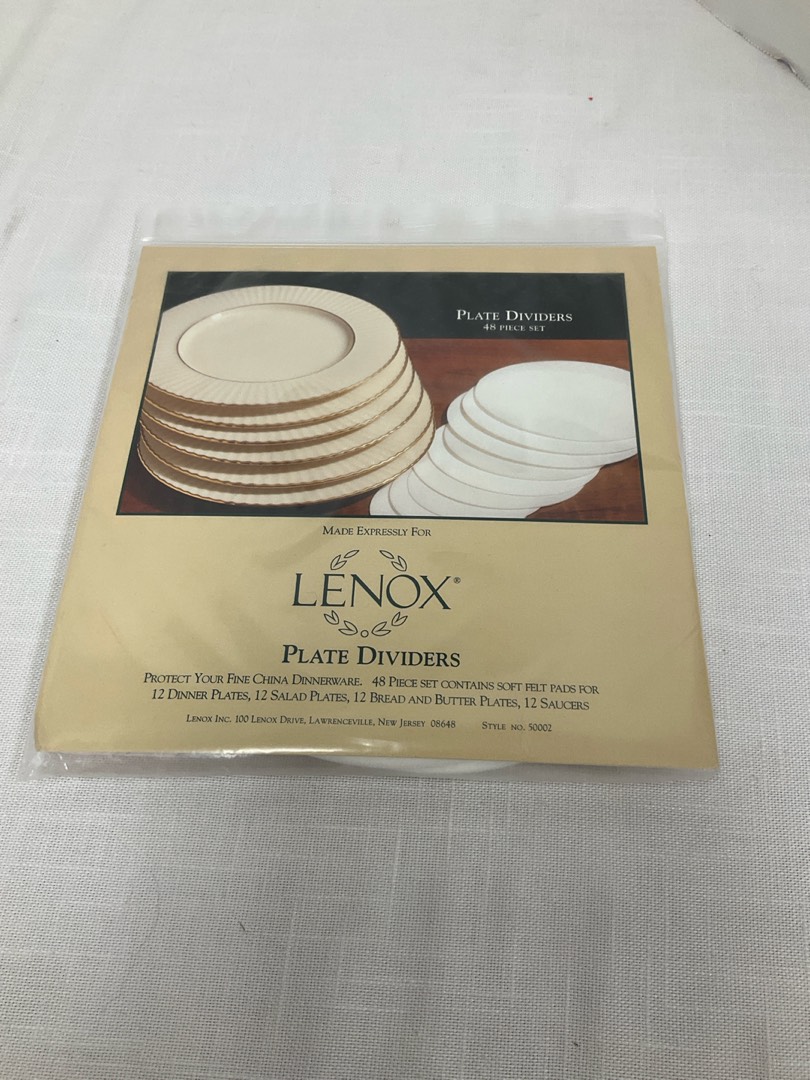 PLATE DIVIDERS
48 PIECE SET
MADE EXPRESSLY FOR
LENOX®
PLATE DIVIDERS
PROTECT YOUR FINE CHINA DINNERWARE. 48 PIECE SET CONTAINS SOFT FELT PADS FOR
12 DINNER PLATES, 12 SALAD PLATES, 12 BREAD AND BUTTER PLATES, 12 SAUCERS
LENOX INC. 100 LENOX DRIVE, LAWRENCEVILLE, NEW JERSEY 08648 STYLE NO. 50002